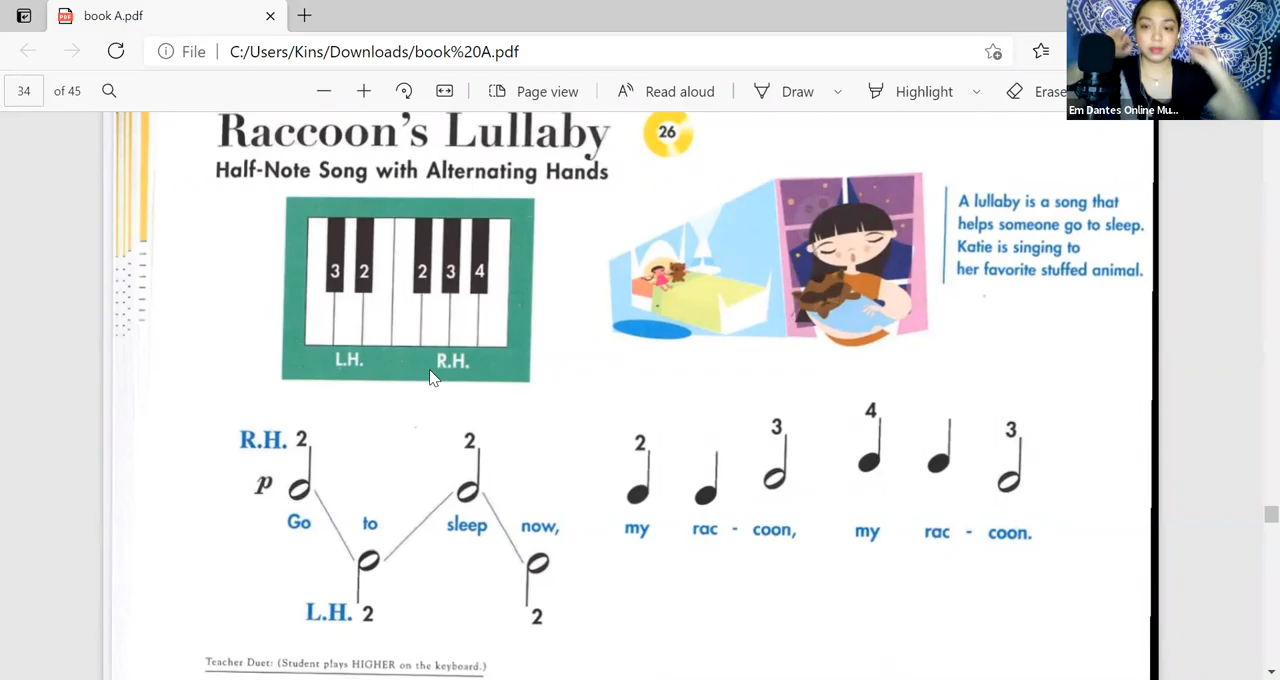 book A.pdf
File | C:/Users/Kins/Downloads/book%20A.pdf
34 of 45 Page view Read aloud Draw Highlight Erase
Em Dantes Online Mu...
Raccoon's Lullaby
26
Half-Note Song with Alternating Hands
3 2 2 3 4
L.H. R.H.
A lullaby is a song that
helps someone go to sleep.
Katie is singing to
her favorite stuffed animal.
R.H. 2 2 2 3 4 3
p
Go to sleep now, my rac - coon, my rac - coon.
L.H. 2 2
Teacher Duet: (Student plays HIGHER on the keyboard.)